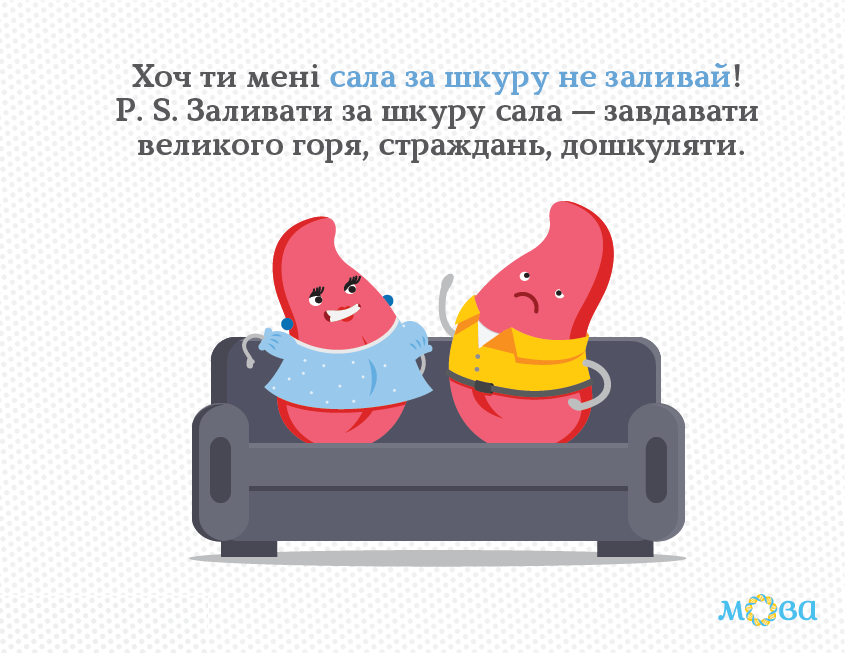 Хоч ти мені сала за шкуру не заливай!
P. S. Заливати за шкуру сала — завдавати
великого горя, страждань, дошкуляти.
мова